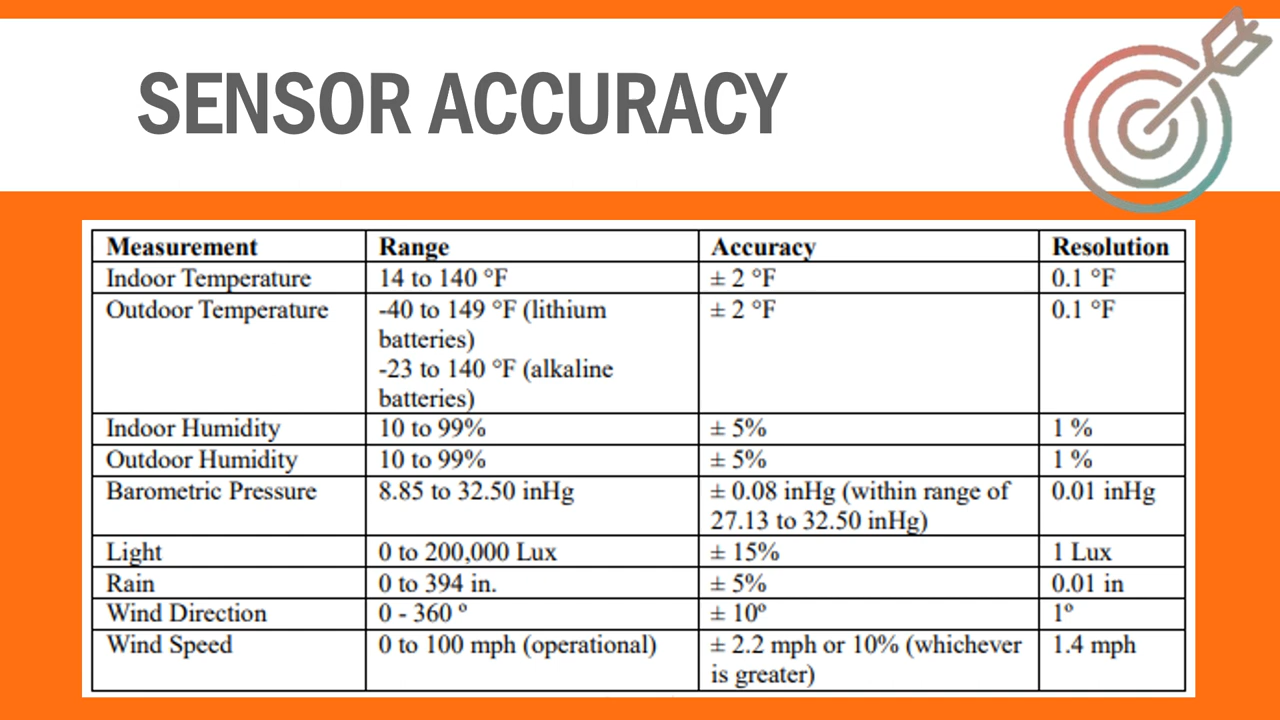 SENSOR ACCURACY
Measurement Range Accuracy Resolution
Indoor Temperature 14 to 140 °F ± 2 °F 0.1 °F
Outdoor Temperature -40 to 149 °F (lithium ± 2 °F 0.1 °F
batteries)
-23 to 140 °F (alkaline
batteries)
Indoor Humidity 10 to 99% ± 5% 1 %
Outdoor Humidity 10 to 99% ± 5% 1 %
Barometric Pressure 8.85 to 32.50 inHg ± 0.08 inHg (within range of 0.01 inHg
27.13 to 32.50 inHg)
Light 0 to 200,000 Lux ± 15% 1 Lux
Rain 0 to 394 in. ± 5% 0.01 in
Wind Direction 0 - 360 º ± 10º 1º
Wind Speed 0 to 100 mph (operational) ± 2.2 mph or 10% (whichever 1.4 mph
is greater)